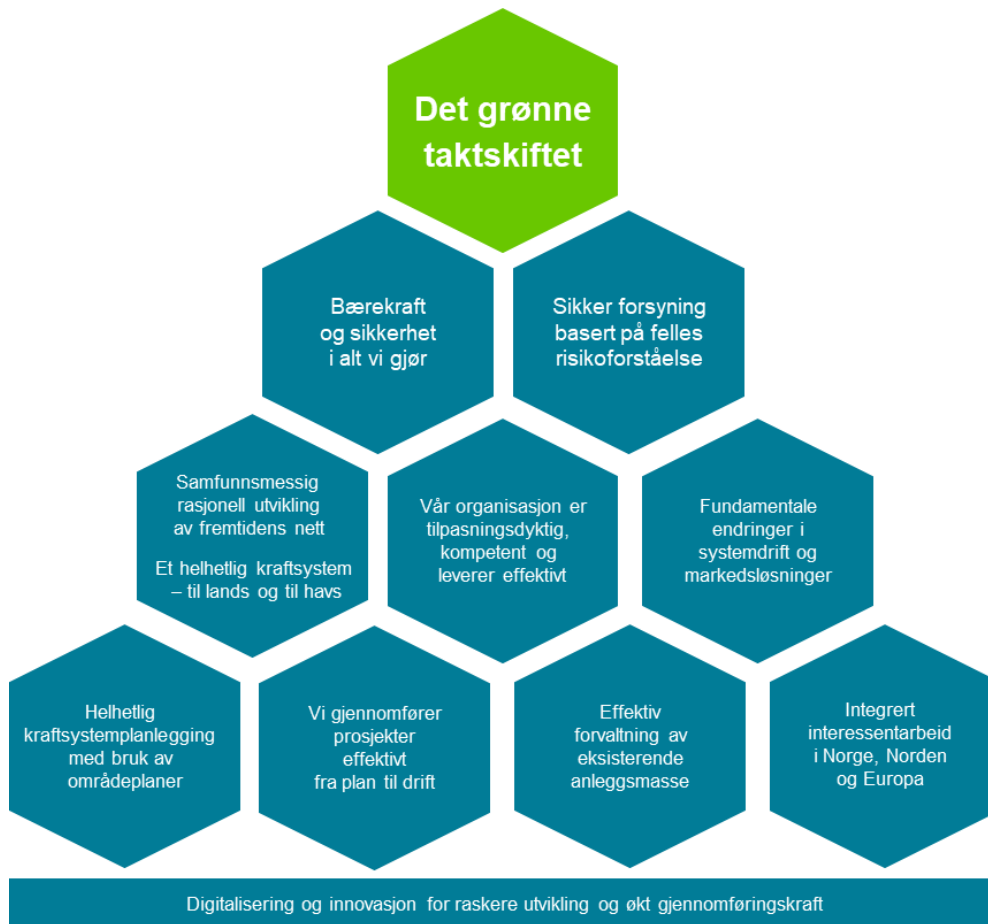 Det grønne
taktskiftet
Bærekraft
og sikkerhet
i alt vi gjør
Sikker forsyning
basert på felles
risikoforståelse
Samfunnsmessig
rasjonell utvikling
av fremtidens nett
Et helhetlig kraftsystem
– til lands og til havs
Vår organisasjon er
tilpasningsdyktig,
kompetent og
leverer effektivt
Fundamentale
endringer i
systemdrift og
markedsløsninger
Helhetlig
kraftsystemplanlegging
med bruk av
områdeplaner
Vi gjennomfører
prosjekter
effektivt
fra plan til drift
Effektiv
forvaltning av
eksisterende
anleggsmasse
Integrert
interessentarbeid
i Norge, Norden
og Europa
Digitalisering og innovasjon for raskere utvikling og økt gjennomføringskraft